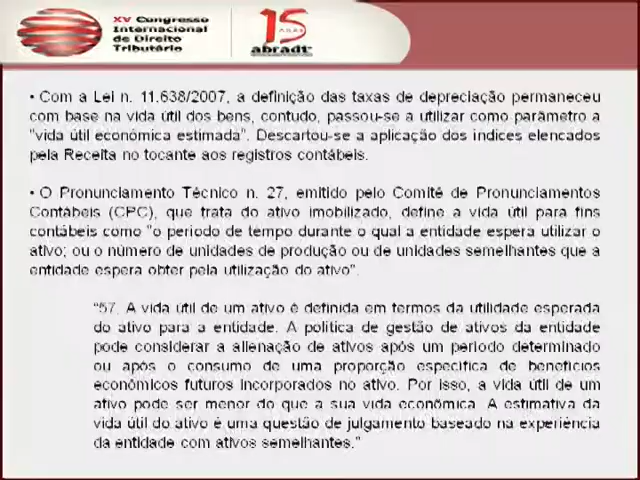 XV Congresso
Internacional
de Direito
Tributário
15
ANOS
abradt
• Com a Lei n. 11.638/2007, a definição das taxas de depreciação permaneceu
com base na vida útil dos bens, contudo, passou-se a utilizar como parâmetro a
"vida útil econômica estimada". Descartou-se a aplicação dos índices elencados
pela Receita no tocante aos registros contábeis.
• O Pronunciamento Técnico n. 27, emitido pelo Comitê de Pronunciamentos
Contábeis (CPC), que trata do ativo imobilizado, define a vida útil para fins
contábeis como "o período de tempo durante o qual a entidade espera utilizar o
ativo; ou o número de unidades de produção ou de unidades semelhantes que a
entidade espera obter pela utilização do ativo".
"57. A vida útil de um ativo é definida em termos da utilidade esperada
do ativo para a entidade. A política de gestão de ativos da entidade
pode considerar a alienação de ativos após um período determinado
ou após o consumo de uma proporção específica de benefícios
econômicos futuros incorporados no ativo. Por isso, a vida útil de um
ativo pode ser menor do que a sua vida econômica. A estimativa da
vida útil do ativo é uma questão de julgamento baseado na experiência
da entidade com ativos semelhantes."